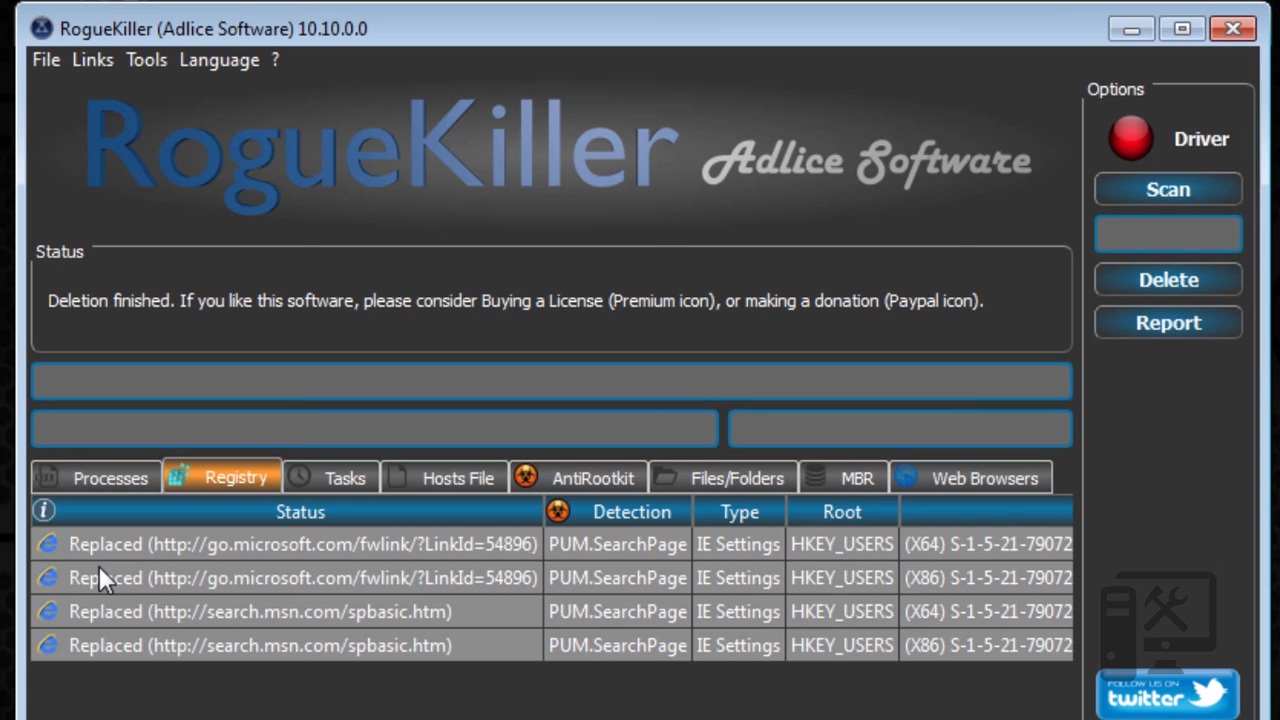 RogueKiller (Adlice Software) 10.10.0.0
File Links Tools Language ?
Options
RogueKiller Adlice Software
Driver
Scan
Status
Deletion finished. If you like this software, please consider Buying a License (Premium icon), or making a donation (Paypal icon).
Delete
Report
Processes Registry Tasks Hosts File AntiRootkit Files/Folders MBR Web Browsers
Status Detection Type Root
Replaced (http://go.microsoft.com/fwlink/?LinkId=54896) PUM.SearchPage IE Settings HKEY_USERS (X64) S-1-5-21-79072
Replaced (http://go.microsoft.com/fwlink/?LinkId=54896) PUM.SearchPage IE Settings HKEY_USERS (X86) S-1-5-21-79072
Replaced (http://search.msn.com/spbasic.htm) PUM.SearchPage IE Settings HKEY_USERS (X64) S-1-5-21-79072
Replaced (http://search.msn.com/spbasic.htm) PUM.SearchPage IE Settings HKEY_USERS (X86) S-1-5-21-79072
FOLLOW US ON
twitter